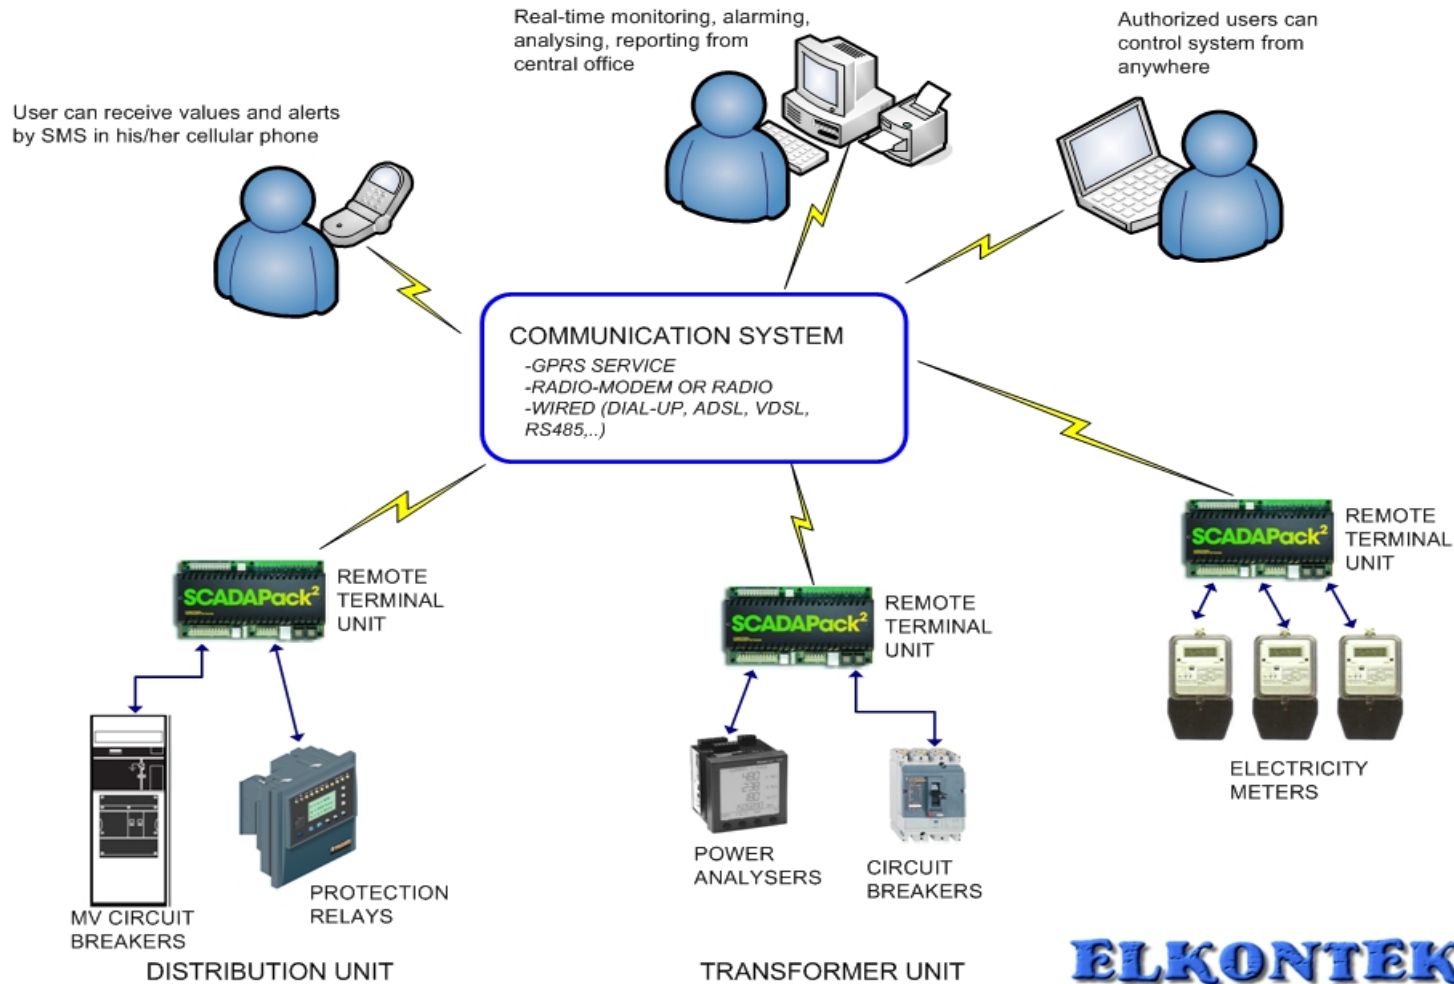 Real-time monitoring, alarming,
analysing, reporting from
central office
Authorized users can
control system from
anywhere
User can receive values and alerts
by SMS in his/her cellular phone
COMMUNICATION SYSTEM
-GPRS SERVICE
-RADIO-MODEM OR RADIO
-WIRED (DIAL-UP, ADSL, VDSL,
RS485,..)
SCADAPack²
REMOTE
TERMINAL
UNIT
SCADAPack²
REMOTE
TERMINAL
UNIT
SCADAPack²
REMOTE
TERMINAL
UNIT
ELECTRICITY
METERS
POWER
ANALYSERS
CIRCUIT
BREAKERS
PROTECTION
RELAYS
MV CIRCUIT
BREAKERS
DISTRIBUTION UNIT
TRANSFORMER UNIT
ELKONTEK